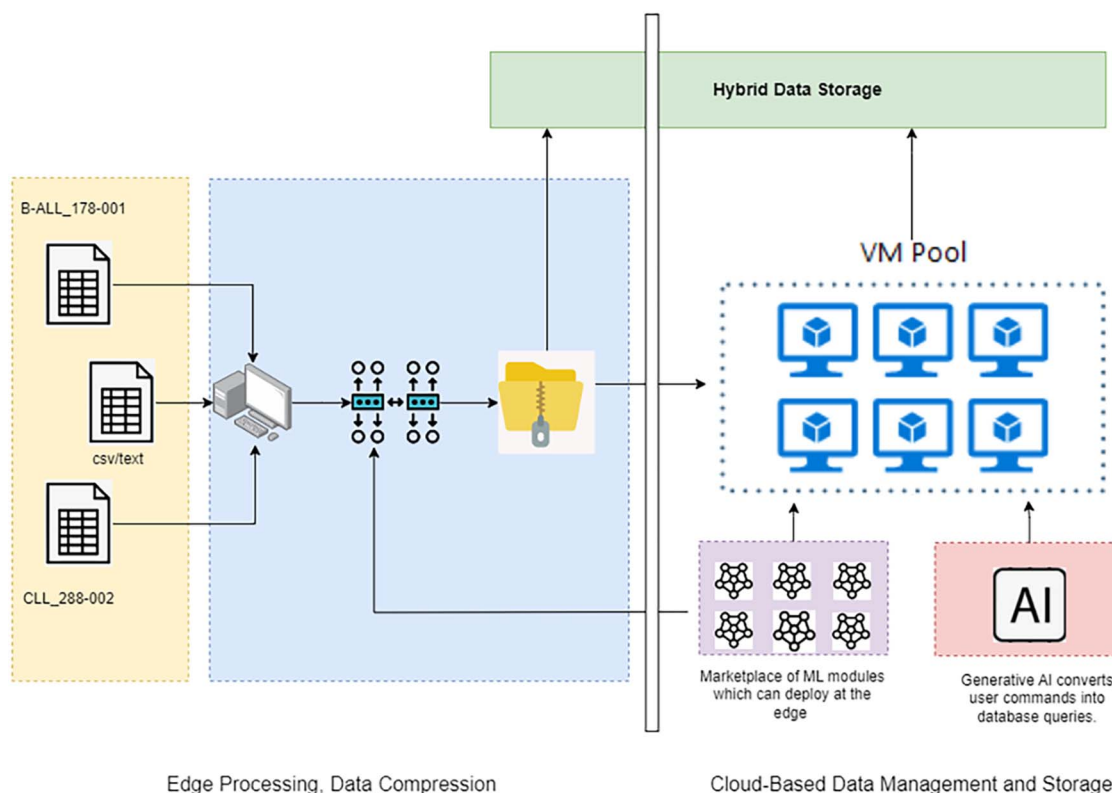 Hybrid Data Storage
B-ALL_178-001
csv/text
CLL_288-002
VM Pool
AI
Marketplace of ML modules
which can deploy at the
edge
Generative AI converts
user commands into
database queries.
Edge Processing, Data Compression
Cloud-Based Data Management and Storage